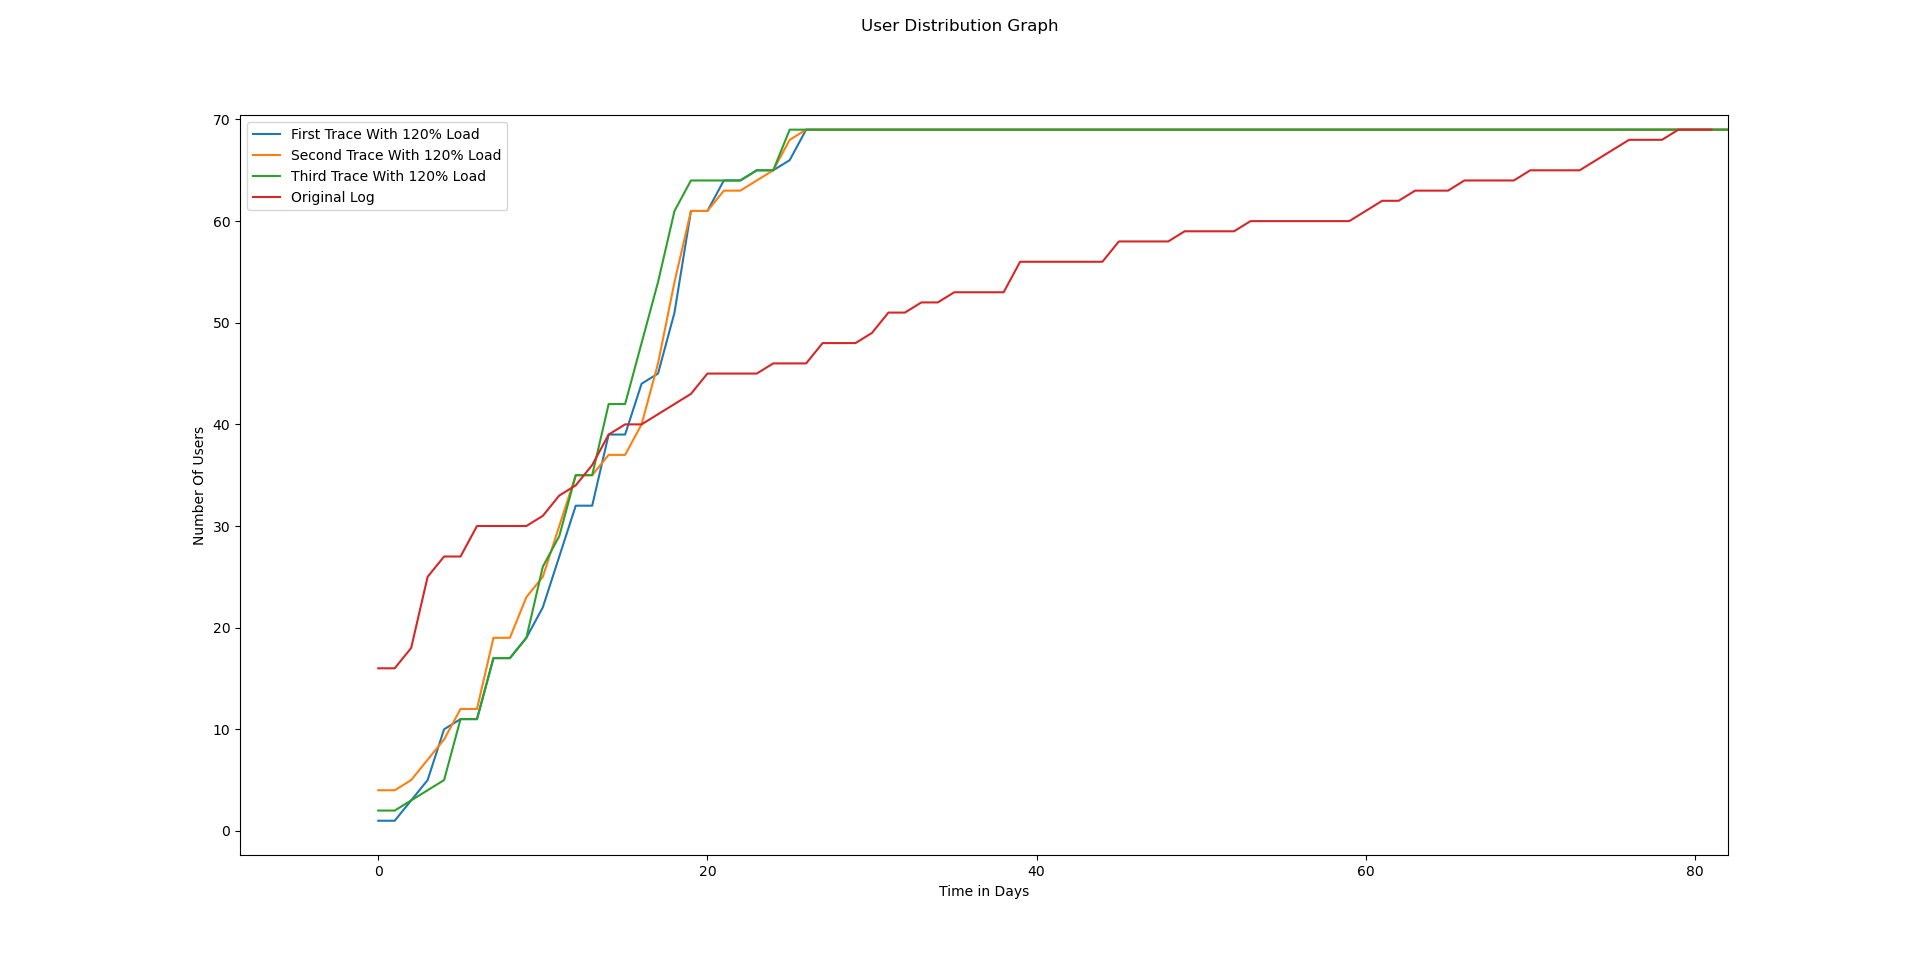 User Distribution Graph
70
60
50
40
30
20
10
0
Number Of Users
First Trace With 120% Load
Second Trace With 120% Load
Third Trace With 120% Load
Original Log
0 20 40 60 80
Time in Days